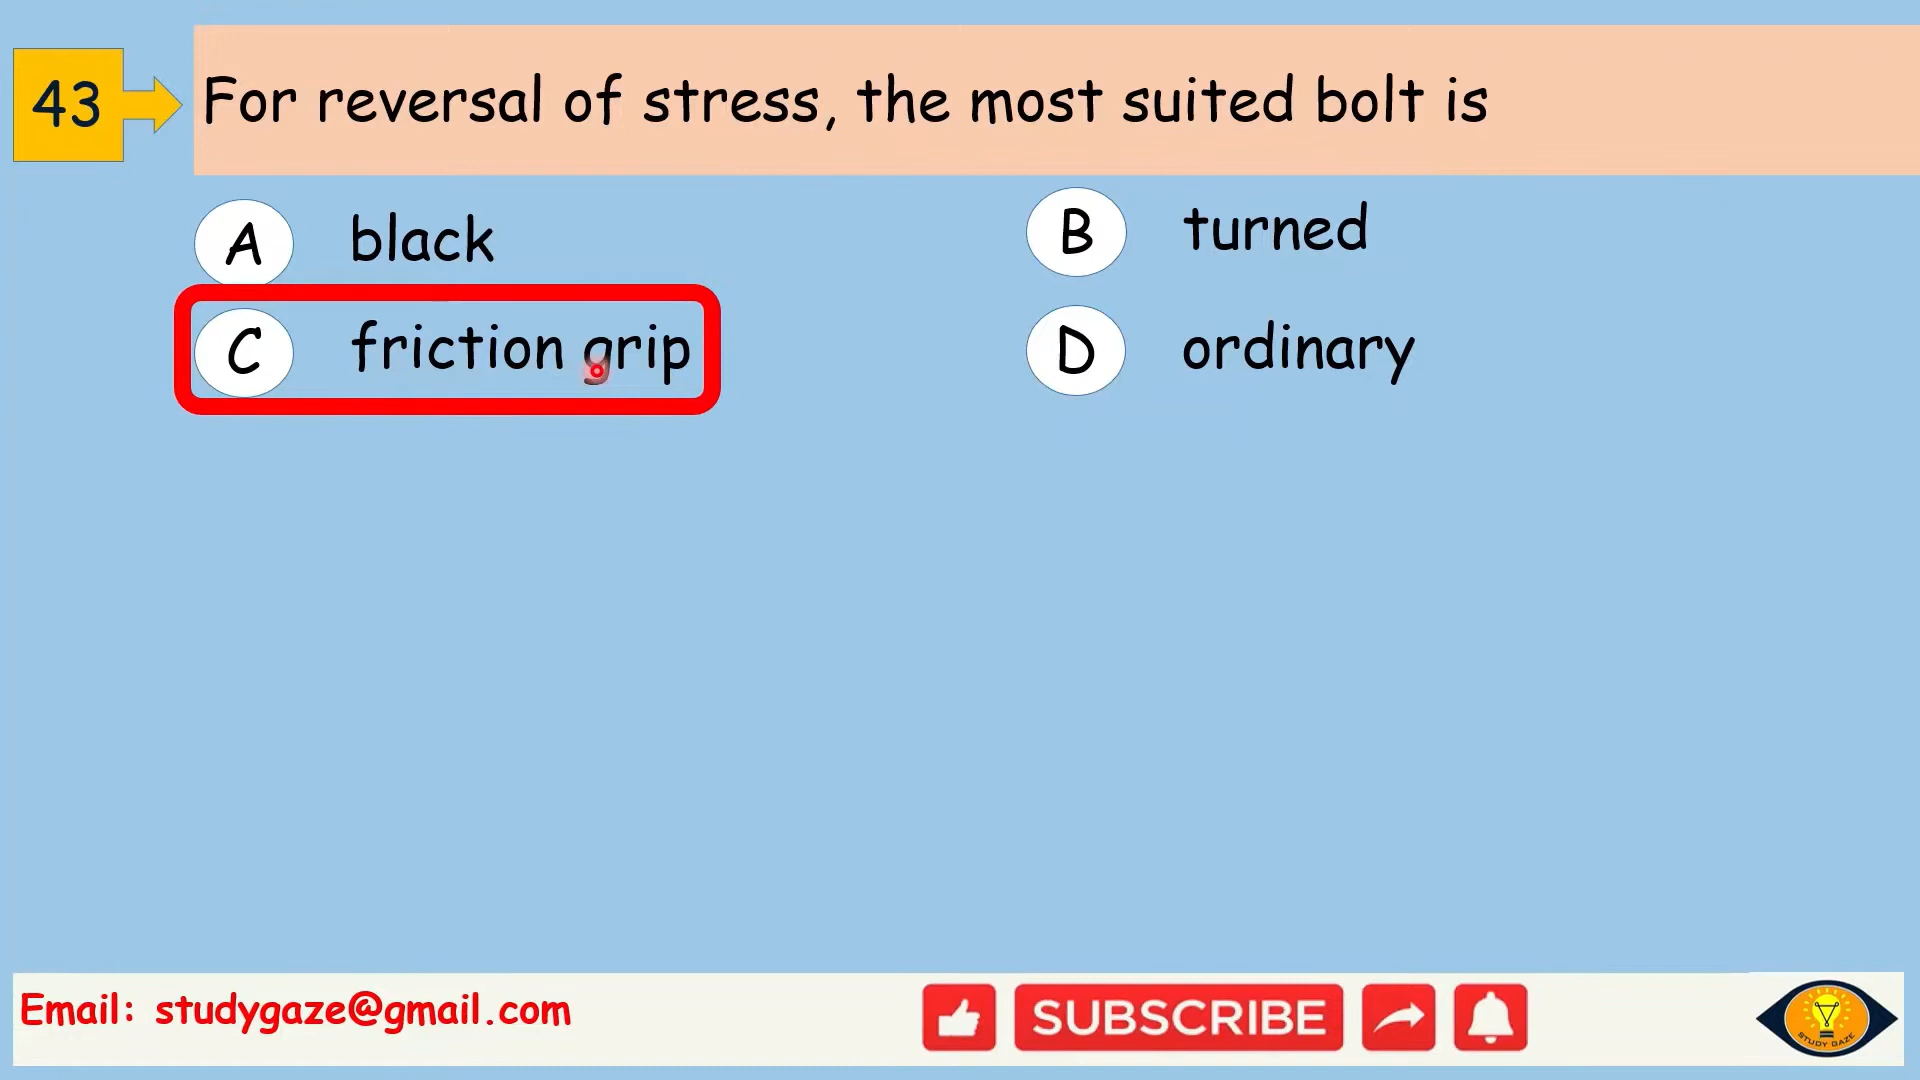 43
For reversal of stress, the most suited bolt is
A black
B turned
C friction grip
D ordinary
Email: studygaze@gmail.com
SUBSCRIBE
STUDY GAZE